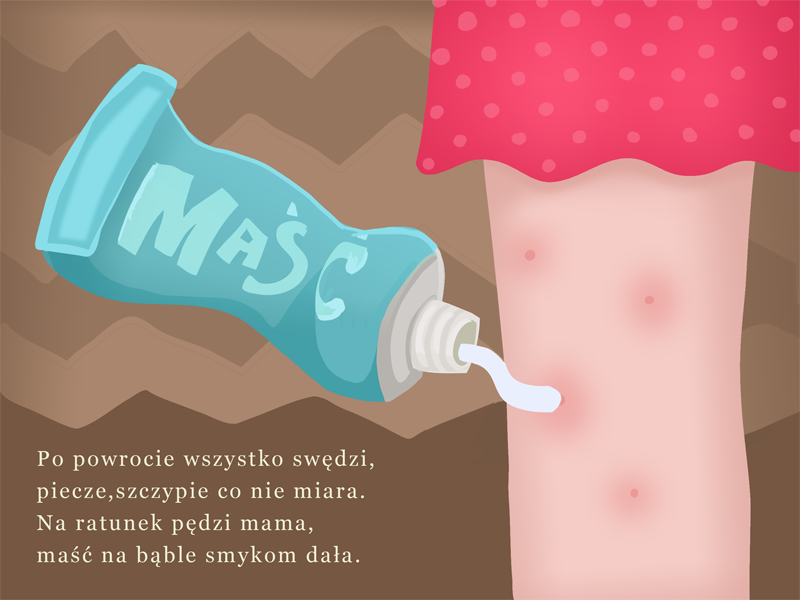 MAŚĆ
Po powrocie wszystko swędzi,
piecze,szczypie co nie miara.
Na ratunek pędzi mama,
maść na bąble smykom dała.